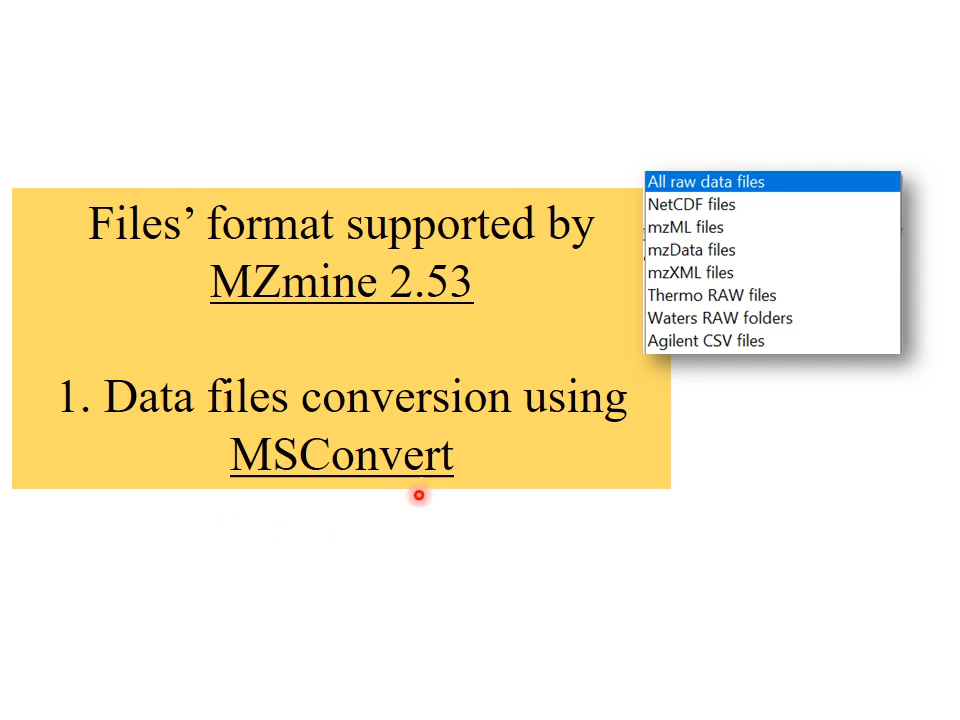 Files’ format supported by
MZmine 2.53
1. Data files conversion using
MSConvert
All raw data files
NetCDF files
mzML files
mzData files
mzXML files
Thermo RAW files
Waters RAW folders
Agilent CSV files